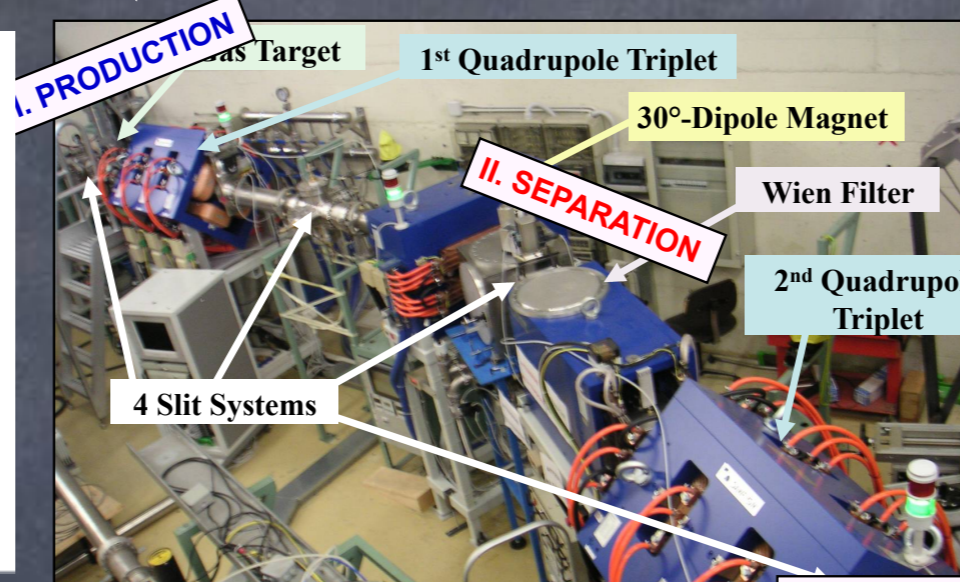 I. PRODUCTION
Gas Target
1st Quadrupole Triplet
30°-Dipole Magnet
II. SEPARATION
Wien Filter
2nd Quadrupo
Triplet
4 Slit Systems